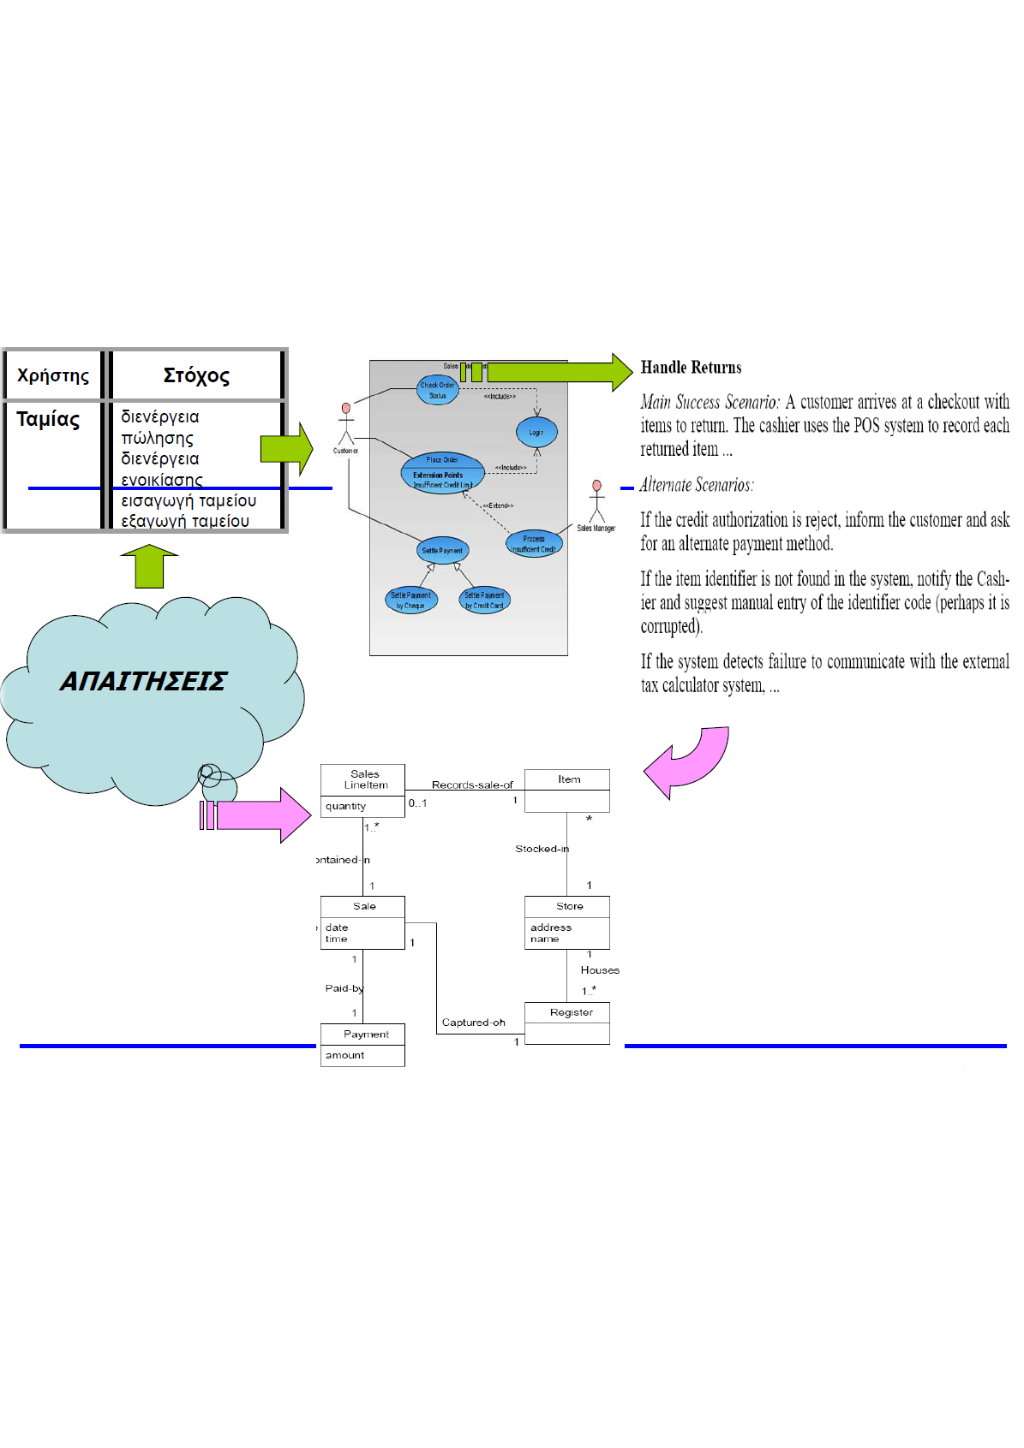 Χρήστης
Στόχος
Ταμίας
διενέργεια
πώλησης
διενέργεια
ενοικίασης
εισαγωγή ταμείου
εξαγωγή ταμείου
ΑΠΑΙΤΗΣΕΙΣ
Sales
Check Order
Status
<<Include>>
Login
Customer
Place Order
Extension Points
Insufficient Credit Limit
<<Include>>
<<Extend>>
Sales Manager
Process
Insufficient Credit
Settle Payment
Settle Payment
by Cheque
Settle Payment
by Credit Card
Handle Returns
Main Success Scenario: A customer arrives at a checkout with
items to return. The cashier uses the POS system to record each
returned item ...
Alternate Scenarios:
If the credit authorization is reject, inform the customer and ask
for an alternate payment method.
If the item identifier is not found in the system, notify the Cash-
ier and suggest manual entry of the identifier code (perhaps it is
corrupted).
If the system detects failure to communicate with the external
tax calculator system, ...
Sales
LineItem
quantity
Records-sale-of
0..1
1
Item
1..*
*
ontained-in
Stocked-in
1
1
Sale
date
time
Store
address
name
1
1
1
Houses
Paid-by
1..*
1
Captured-on
1
Register
Payment
amount